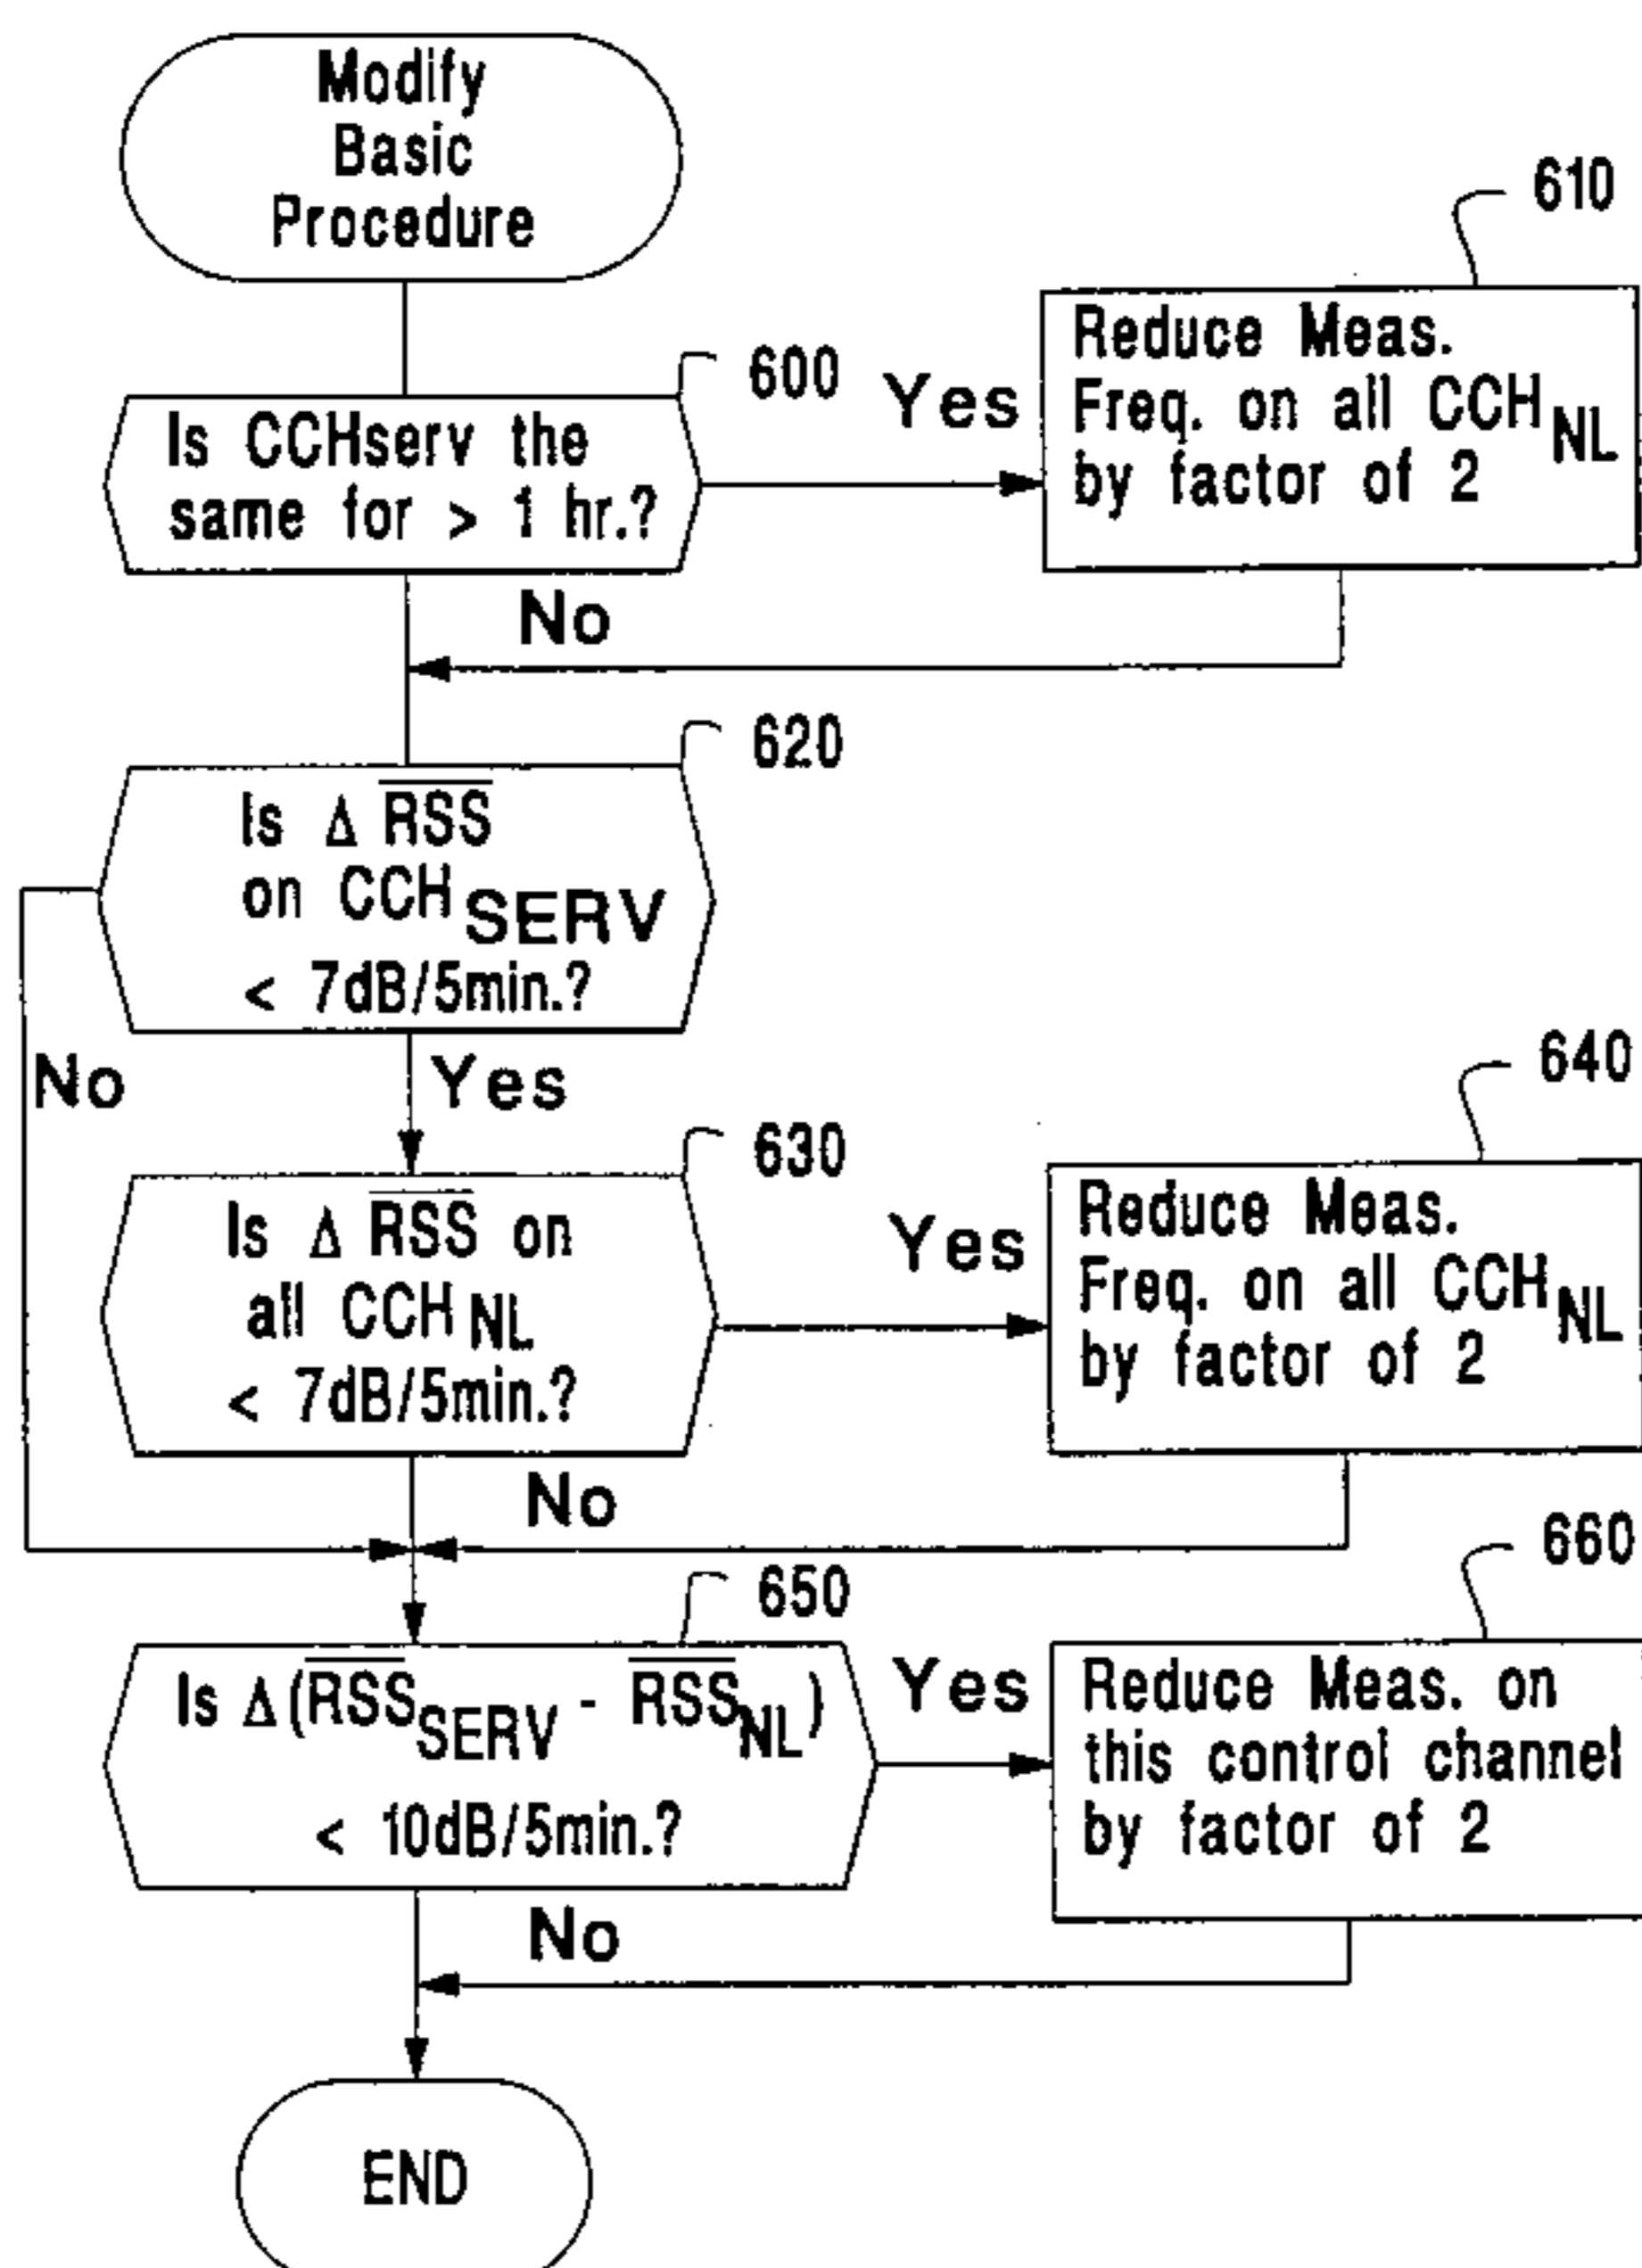 Modify
Basic
Procedure
610
600
Is CCHserv the
same for > 1 hr.?
Yes
Reduce Meas.
Freq. on all CCH NL
by factor of 2
No
620
Is Δ RSS
on CCH SERV
< 7dB/5min.?
No
Yes
630
Is Δ RSS on
all CCH NL
< 7dB/5min.?
Yes
640
Reduce Meas.
Freq. on all CCH NL
by factor of 2
No
650
Is Δ(RSS SERV - RSS NL)
< 10dB/5min.?
Yes
660
Reduce Meas. on
this control channel
by factor of 2
No
END